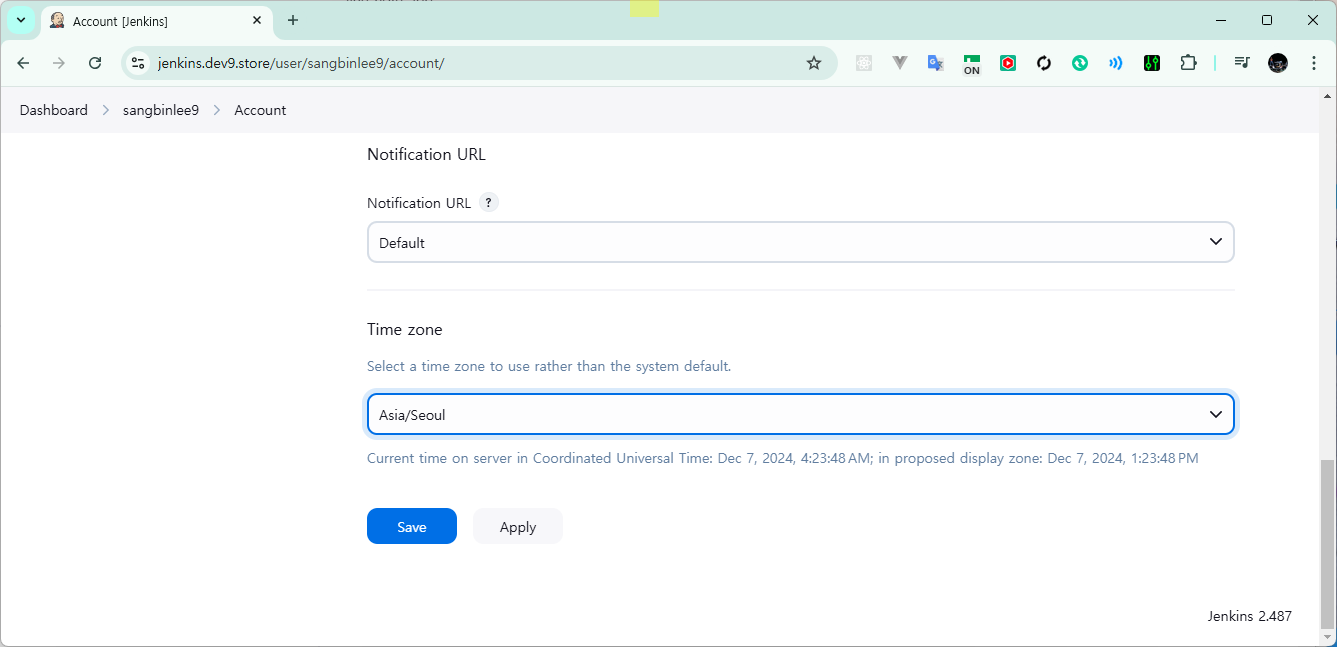 Account [Jenkins]
jenkins.dev9.store/user/sangbinlee9/account/
ON
Dashboard
sangbinlee9
Account
Notification URL
Notification URL ?
Default
Time zone
Select a time zone to use rather than the system default.
Asia/Seoul
Current time on server in Coordinated Universal Time: Dec 7, 2024, 4:23:48 AM; in proposed display zone: Dec 7, 2024, 1:23:48 PM
Save
Apply
Jenkins 2.487